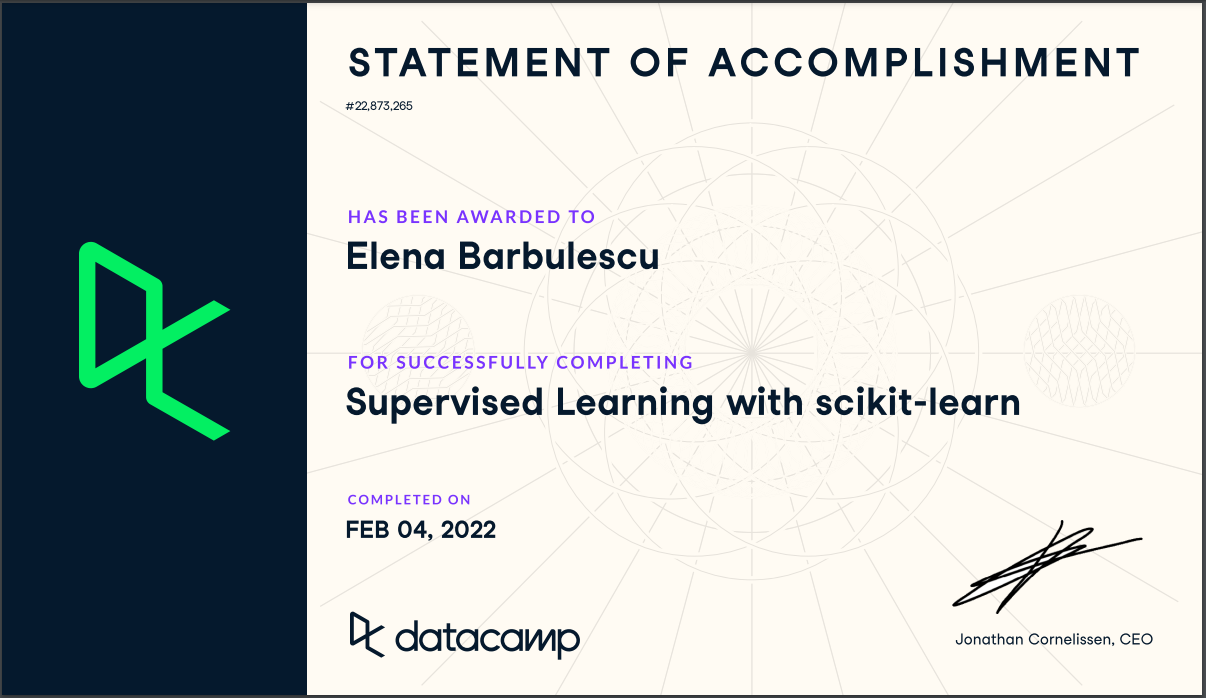 STATEMENT OF ACCOMPLISHMENT
#22,873,265
HAS BEEN AWARDED TO
Elena Barbulescu
FOR SUCCESSFULLY COMPLETING
Supervised Learning with scikit-learn
COMPLETED ON
FEB 04, 2022
datacamp
Jonathan Cornelissen, CEO